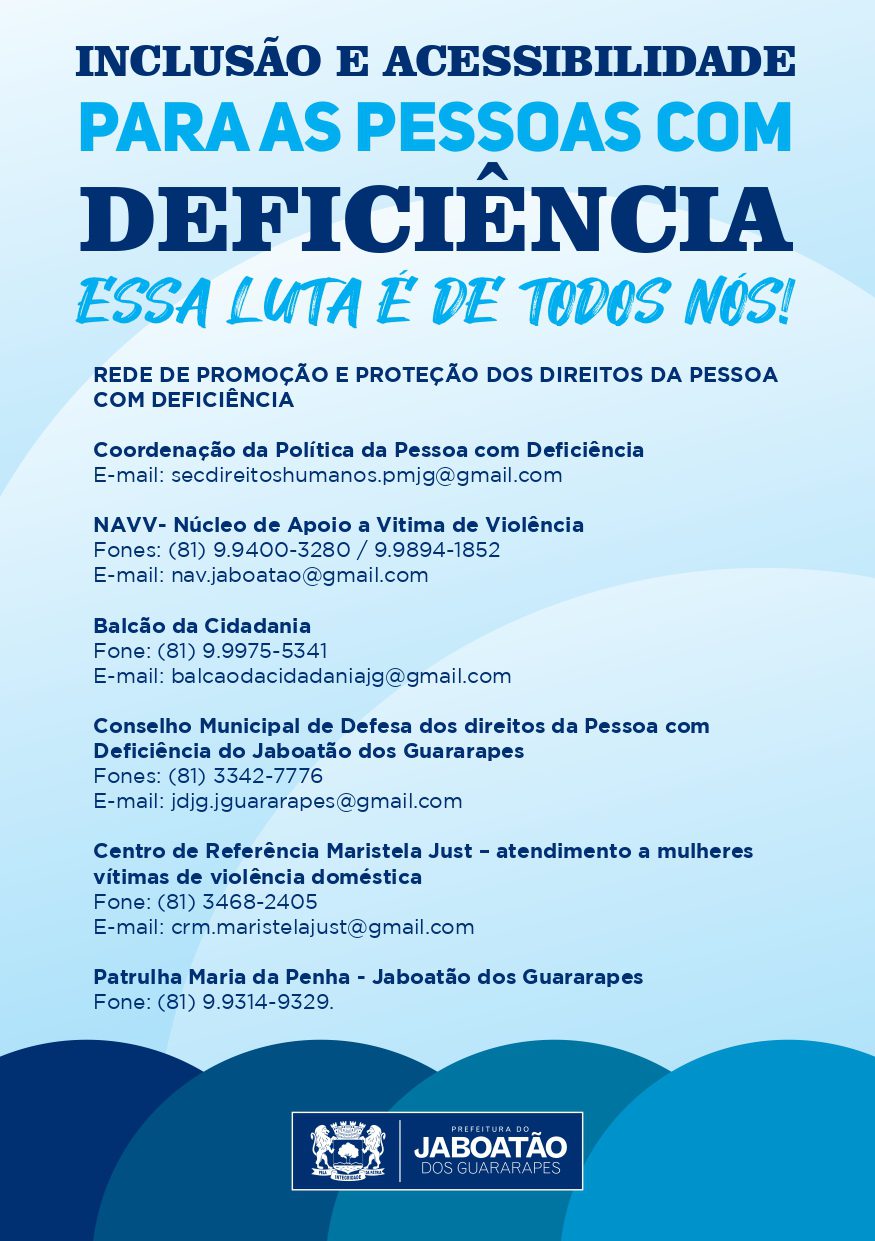 INCLUSÃO E ACESSIBILIDADE
PARA AS PESSOAS COM
DEFICIÊNCIA
ESSA LUTA É DE TODOS NÓS!
REDE DE PROMOÇÃO E PROTEÇÃO DOS DIREITOS DA PESSOA
COM DEFICIÊNCIA
Coordenação da Política da Pessoa com Deficiência
E-mail: secdireitoshumanos.pmjg@gmail.com
NAVV- Núcleo de Apoio a Vitima de Violência
Fones: (81) 9.9400-3280 / 9.9894-1852
E-mail: nav.jaboatao@gmail.com
Balcão da Cidadania
Fone: (81) 9.9975-5341
E-mail: balcaodacidadaniajg@gmail.com
Conselho Municipal de Defesa dos direitos da Pessoa com
Deficiência do Jaboatão dos Guararapes
Fones: (81) 3342-7776
E-mail: jdjg.jguararapes@gmail.com
Centro de Referência Maristela Just – atendimento a mulheres
vítimas de violência doméstica
Fone: (81) 3468-2405
E-mail: crm.maristelajust@gmail.com
Patrulha Maria da Penha - Jaboatão dos Guararapes
Fone: (81) 9.9314-9329.
PELA INTEGRIDADE DA PÁTRIA
PREFEITURA DO
JABOATÃO
DOS GUARARAPES